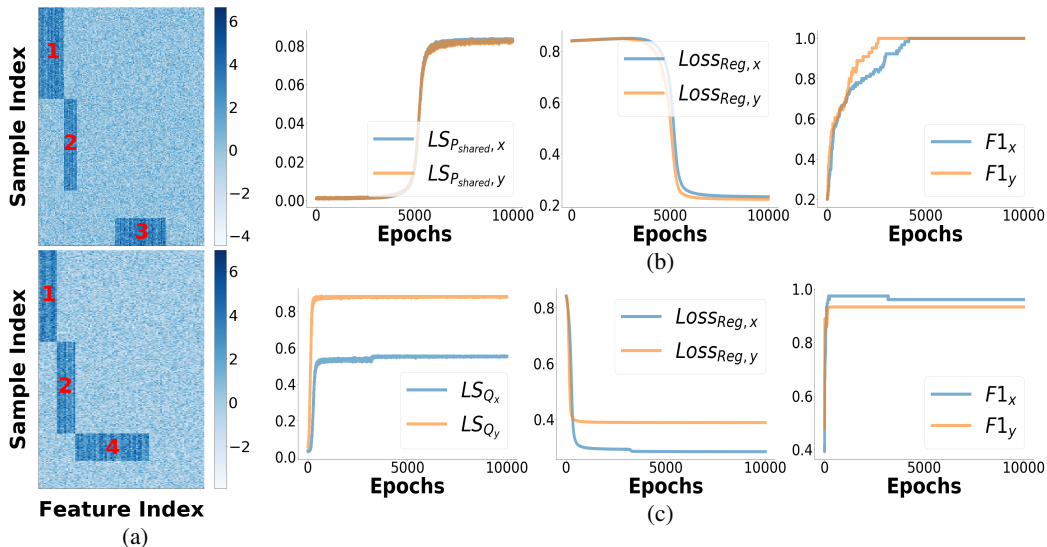 Sample Index
1
2
3
6
4
2
0
−2
−4
Sample Index
1
2
4
6
4
2
0
−2
Feature Index
(a)
0.08
0.06
0.04
0.02
0.00
LS_{P_{shared},x}
LS_{P_{shared},y}
0 5000 10000
Epochs
0.8
0.6
0.4
0.2
Loss_{Reg,x}
Loss_{Reg,y}
0 5000 10000
Epochs
1.0
0.8
0.6
0.4
0.2
F1_x
F1_y
0 5000 10000
Epochs
(b)
0.8
0.6
0.4
0.2
0.0
LS_{Q_x}
LS_{Q_y}
0 5000 10000
Epochs
0.8
0.6
0.4
Loss_{Reg,x}
Loss_{Reg,y}
0 5000 10000
Epochs
1.0
0.8
0.6
0.4
F1_x
F1_y
0 5000 10000
Epochs
(c)